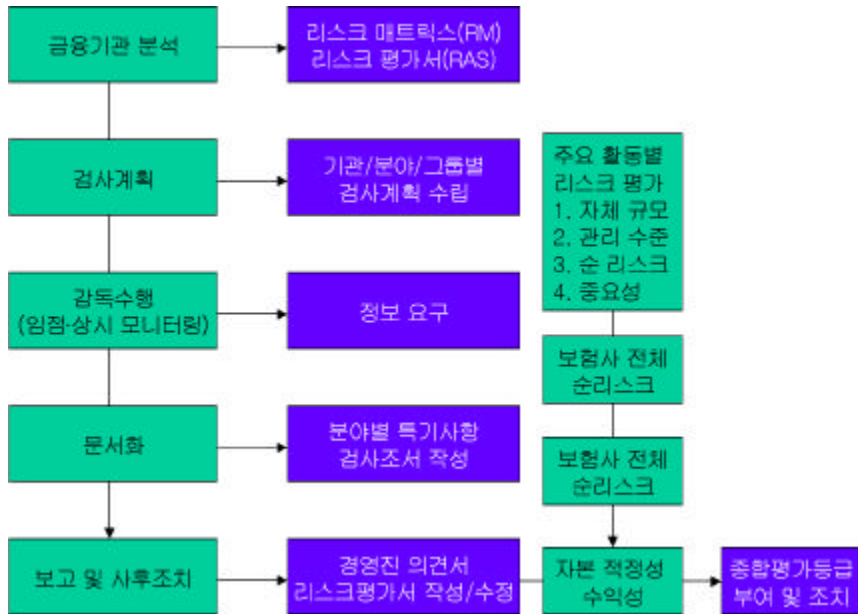 금융기관 분석
리스크 매트릭스(RM)
리스크 평가서(RAS)
검사계획
기관/분야/그룹별
검사계획 수립
주요 활동별
리스크 평가
1. 자체 규모
2. 관리 수준
3. 순 리스크
4. 중요성
감독수행
(임점·상시 모니터링)
정보 요구
보험사 전체
순리스크
문서화
분야별 특기사항
검사조서 작성
보험사 전체
순리스크
보고 및 사후조치
경영진 의견서
리스크평가서 작성/수정
자본 적정성
수익성
종합평가등급
부여 및 조치